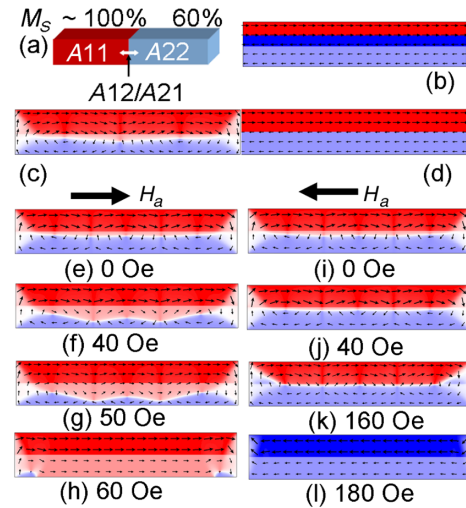 M_S ~ 100% 60%
(a) A11 A22
A12/A21
(b)
(c) (d)
H_a H_a
(e) 0 Oe (i) 0 Oe
(f) 40 Oe (j) 40 Oe
(g) 50 Oe (k) 160 Oe
(h) 60 Oe (l) 180 Oe